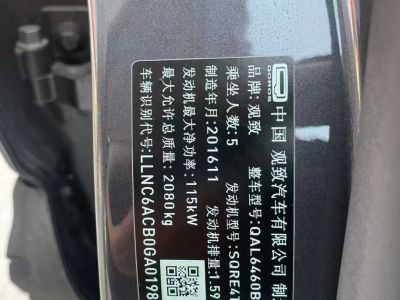 QOROS 中国 观致汽车有限公司 制
品牌:观致 整车型号:QAL6460B
乘坐人数:5 发动机型号:SQRE4T
制造年月:201611 发动机排量:1.59
发动机最大净功率:115kW
最大允许总质量:2080kg
车辆识别代号:LLNC6ACB0GA0198